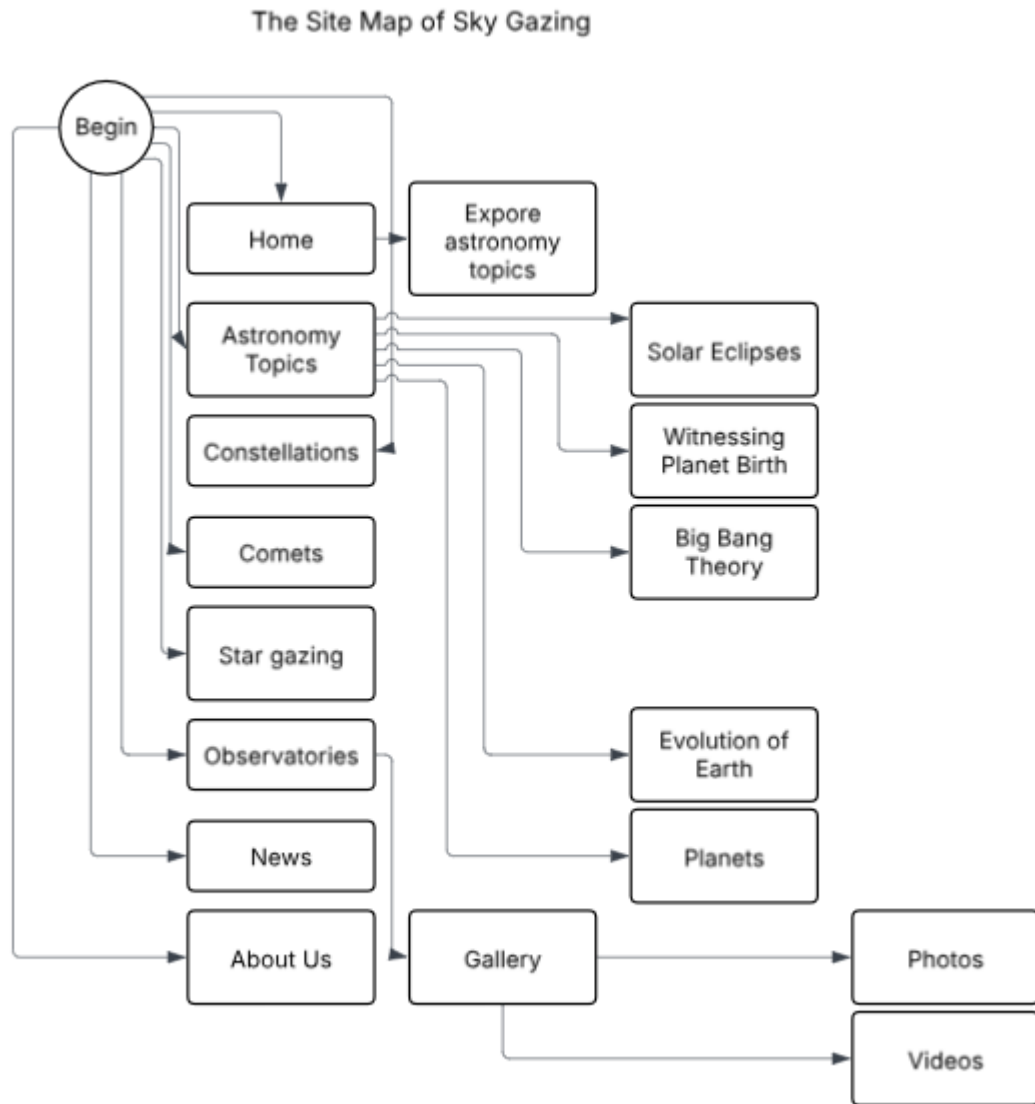 The Site Map of Sky Gazing
Begin
Home
Expore
astronomy
topics
Astronomy
Topics
Solar Eclipses
Constellations
Witnessing
Planet Birth
Comets
Big Bang
Theory
Star gazing
Observatories
Evolution of
Earth
News
Planets
About Us
Gallery
Photos
Videos